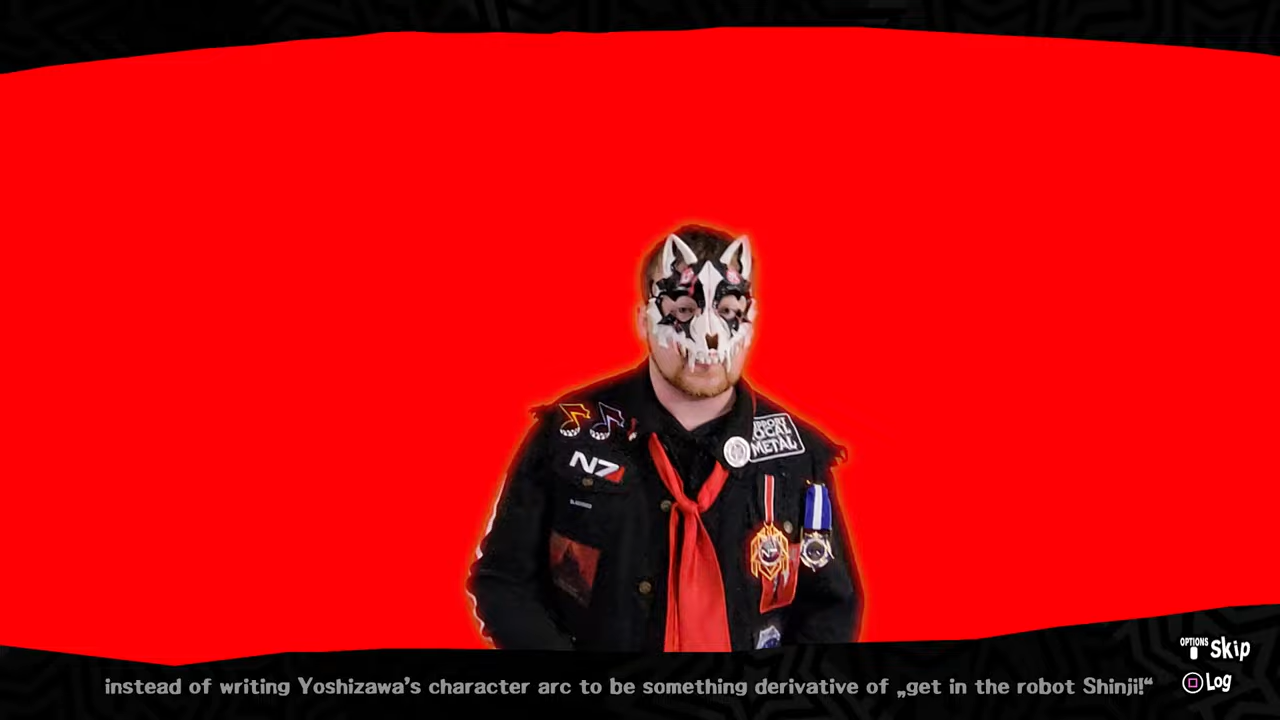 SUPPORT
LOCAL
METAL
N7
N7
OPTIONS Skip
instead of writing Yoshizawa's character arc to be something derivative of „get in the robot Shinji!“
Log